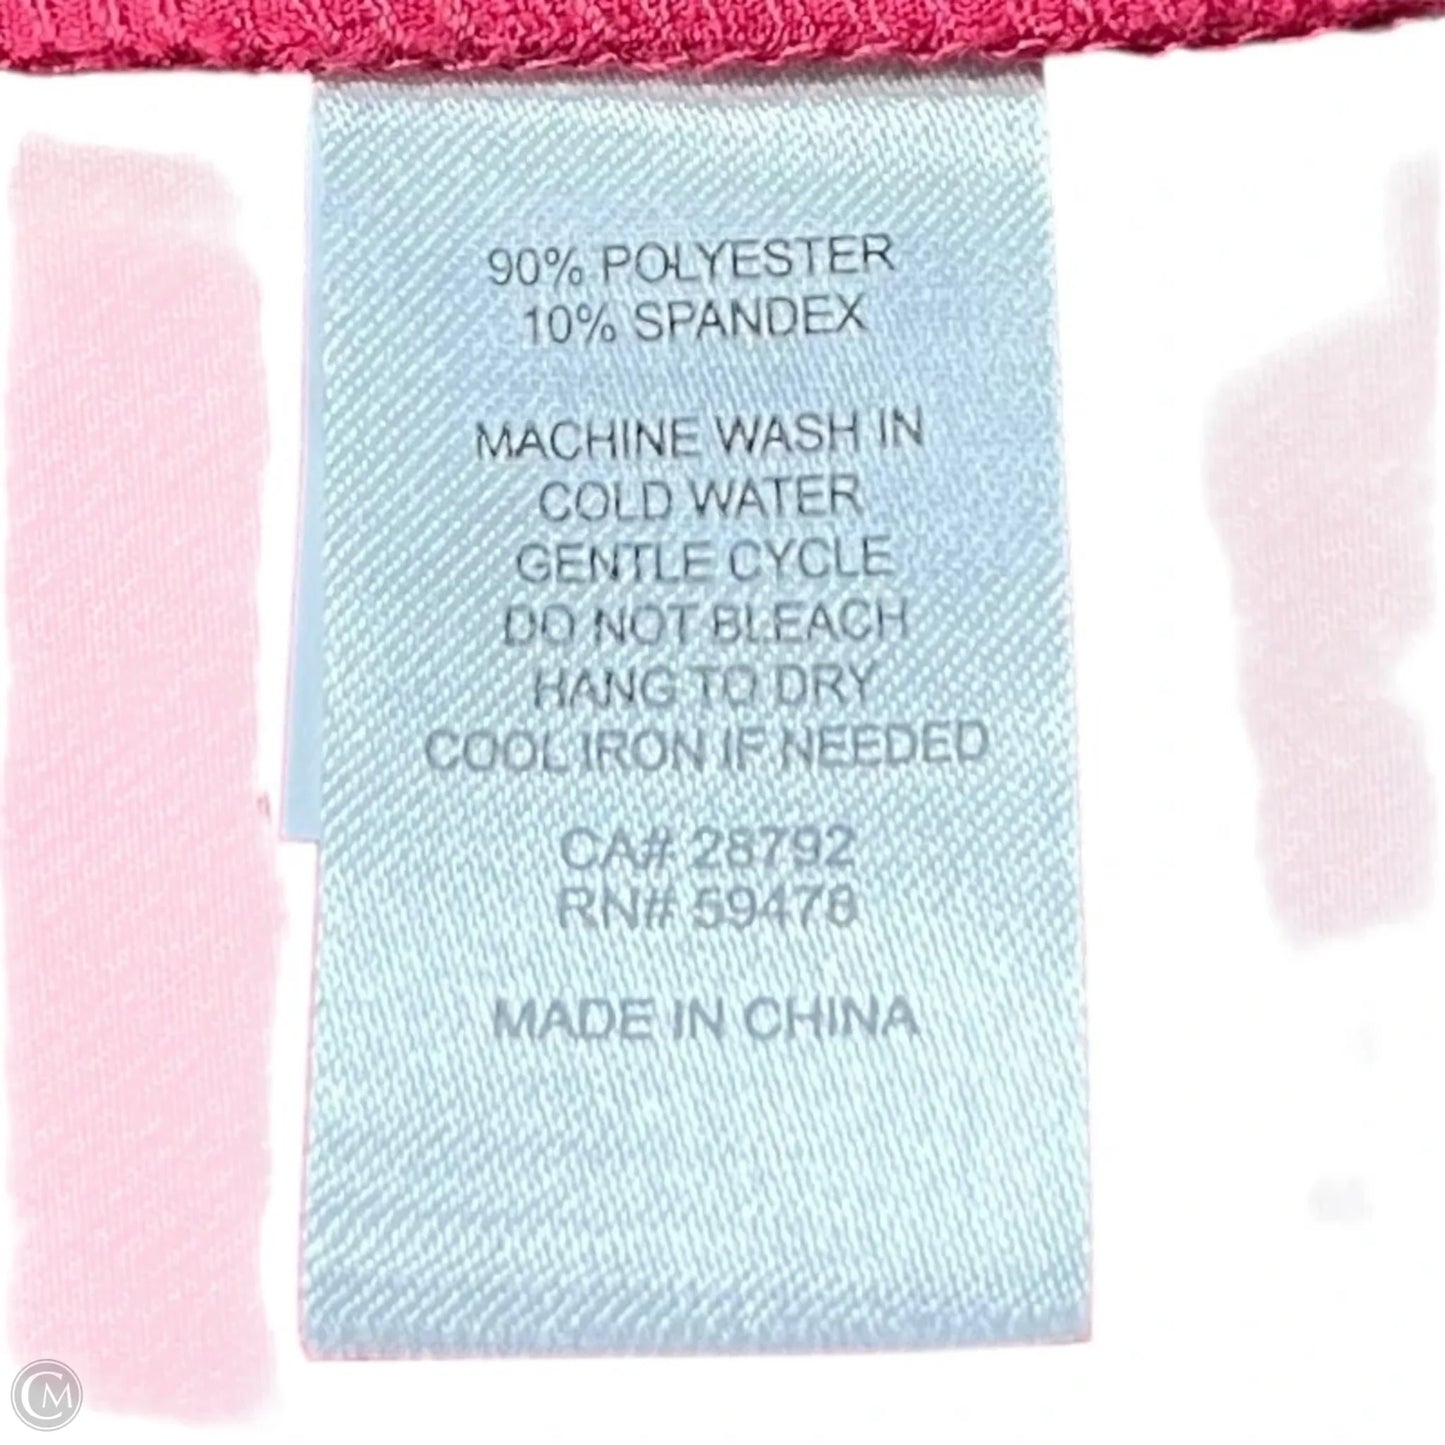 90% POLYESTER
10% SPANDEX
MACHINE WASH IN
COLD WATER
GENTLE CYCLE
DO NOT BLEACH
HANG TO DRY
COOL IRON IF NEEDED
CA# 28792
RN# 59478
MADE IN CHINA
CM